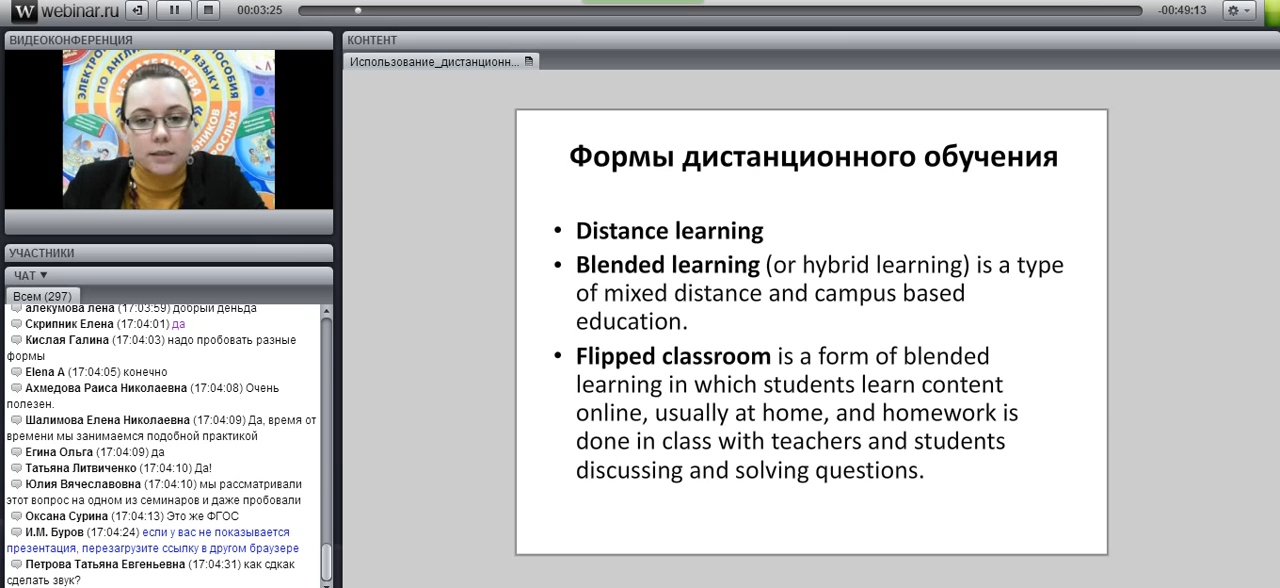 webinar.ru
00:03:25
-00:49:13
ВИДЕОКОНФЕРЕНЦИЯ
ЭЛЕКТРОН
ПО АНГЛИ
ЯЗЫКУ
ПОСОБИЯ
ИЗДАТЕЛЬСТВА
РОСЛЫХ
УЧАСТНИКИ
ЧАТ
Всем (297)
алекумова лена (17:03:59) добрый деньда
Скрипник Елена (17:04:01) да
Кислая Галина (17:04:03) надо пробовать разные
формы
Elena A (17:04:05) конечно
Ахмедова Раиса Николаевна (17:04:08) Очень
полезен.
Шалимова Елена Николаевна (17:04:09) Да, время от
времени мы занимаемся подобной практикой
Егина Ольга (17:04:09) да
Татьяна Литвиченко (17:04:10) Да!
Юлия Вячеславовна (17:04:10) мы рассматривали
этот вопрос на одном из семинаров и даже пробовали
Оксана Сурина (17:04:13) Это же ФГОС
И.М. Буров (17:04:24) если у вас не показывается
презентация, перезагрузите ссылку в другом браузере
Петрова Татьяна Евгеньевна (17:04:31) как сдкак
сделать звук?
КОНТЕНТ
Использование_дистанционн...
Формы дистанционного обучения
• Distance learning
• Blended learning (or hybrid learning) is a type
of mixed distance and campus based
education.
• Flipped classroom is a form of blended
learning in which students learn content
online, usually at home, and homework is
done in class with teachers and students
discussing and solving questions.